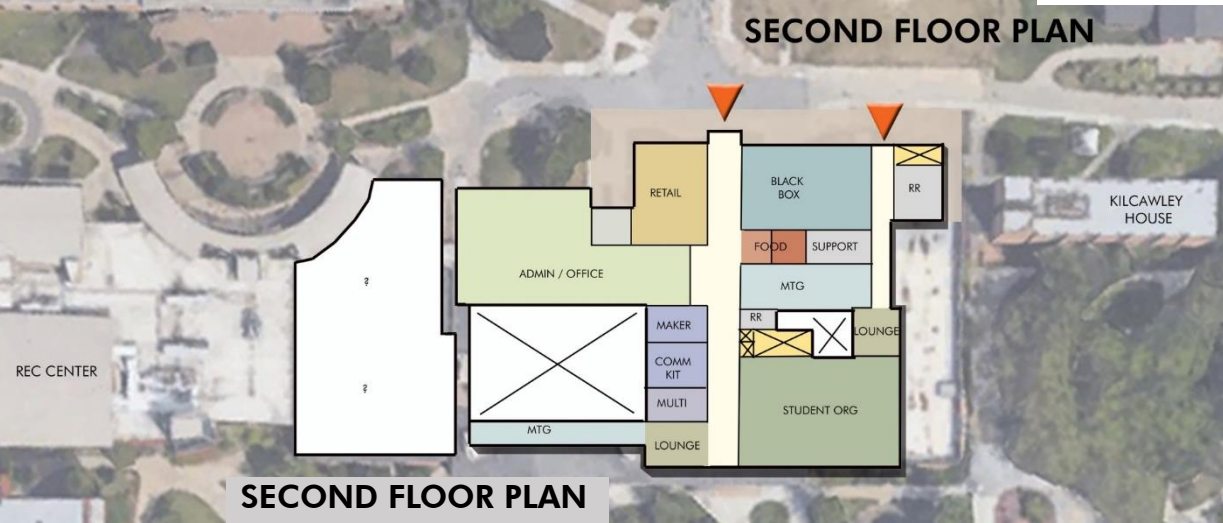 SECOND FLOOR PLAN
RETAIL
BLACK
BOX
RR
KILCAWLEY
HOUSE
FOOD
SUPPORT
ADMIN / OFFICE
MTG
?
MAKER
RR
LOUNGE
REC CENTER
COMM
KIT
?
MULTI
STUDENT ORG
MTG
LOUNGE
SECOND FLOOR PLAN